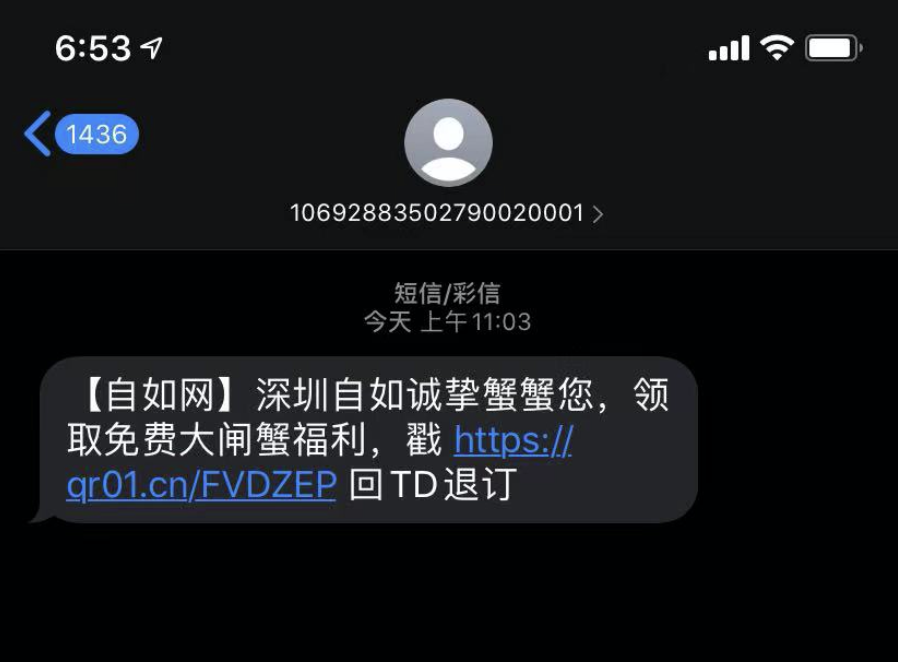 6:53
1436
10692883502790020001
短信/彩信
今天 上午11:03
【自如网】深圳自如诚挚蟹蟹您，领
取免费大闸蟹福利，戳 https://
qr01.cn/FVDZEP 回TD退订